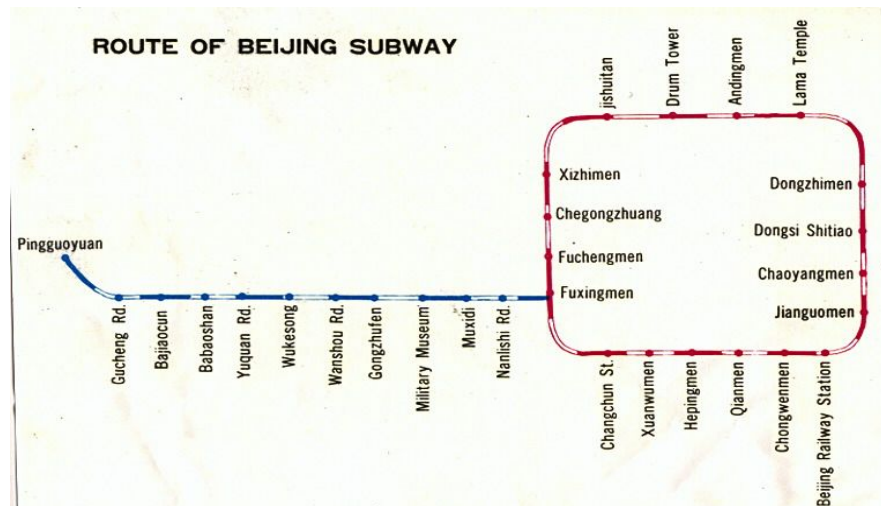 ROUTE OF BEIJING SUBWAY
jishuitan
Drum Tower
Andingmen
Lama Temple
Xizhimen
Chegongzhuang
Fuchengmen
Fuxingmen
Dongzhimen
Dongsi Shitiao
Chaoyangmen
Jianguomen
Pingguoyuan
Gucheng Rd.
Bajiaocun
Babaoshan
Yuquan Rd.
Wukesong
Wanshou Rd.
Gongzhufen
Military Museum
Muxidi
Nanlishi Rd.
Changchun St.
Xuanwumen
Hepingmen
Qianmen
Chongwenmen
Beijing Railway Station